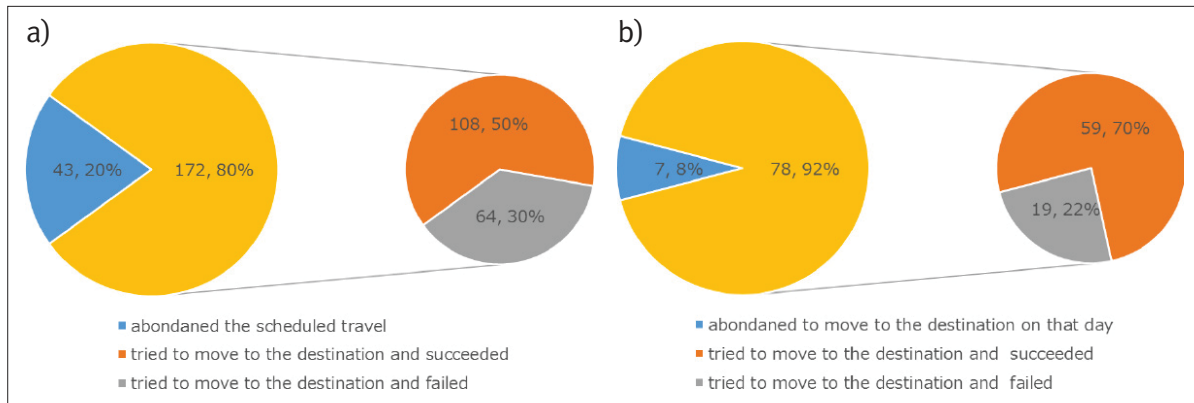 a)
43, 20%
172, 80%
108, 50%
64, 30%
abondaned the scheduled travel
tried to move to the destination and succeeded
tried to move to the destination and failed
b)
7, 8%
78, 92%
59, 70%
19, 22%
abondaned to move to the destination on that day
tried to move to the destination and succeeded
tried to move to the destination and failed